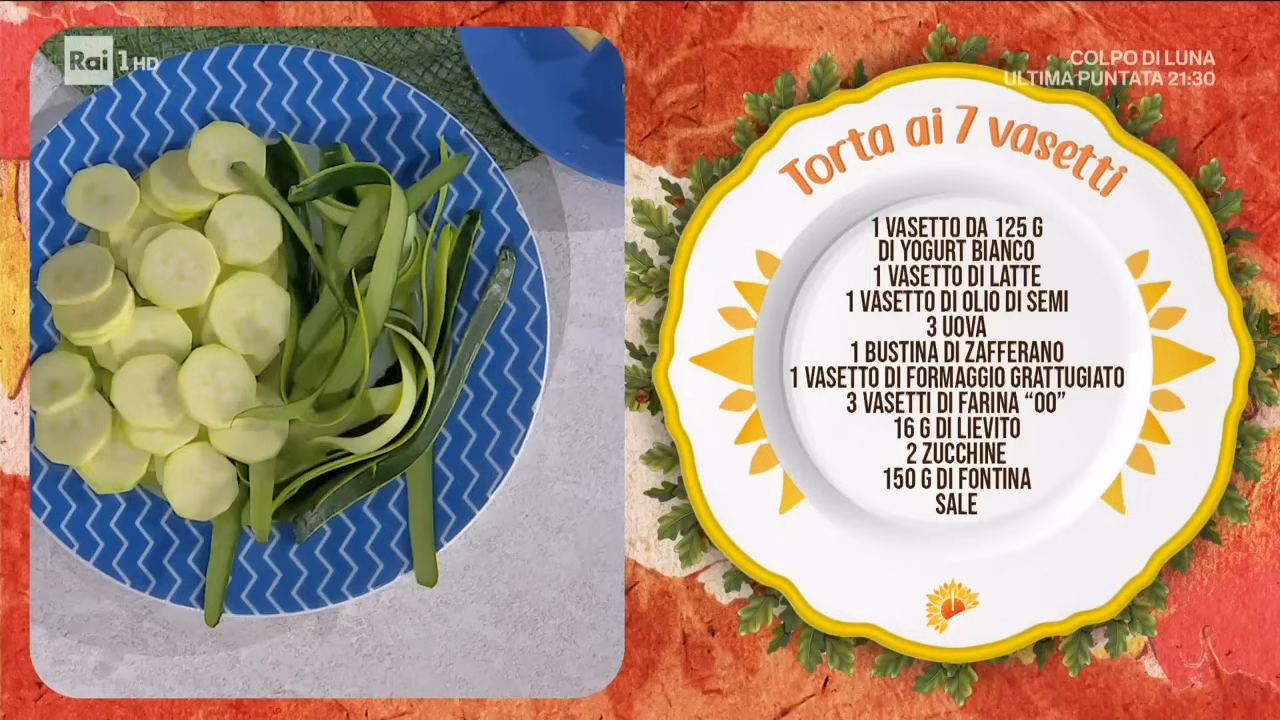 Rai 1 HD
COLPO DI LUNA
ULTIMA PUNTATA 21:30
Torta ai 7 vasetti
1 VASETTO DA 125 G
DI YOGURT BIANCO
1 VASETTO DI LATTE
1 VASETTO DI OLIO DI SEMI
3 UOVA
1 BUSTINA DI ZAFFERANO
1 VASETTO DI FORMAGGIO GRATTUGIATO
3 VASETTI DI FARINA “00”
16 G DI LIEVITO
2 ZUCCHINE
150 G DI FONTINA
SALE